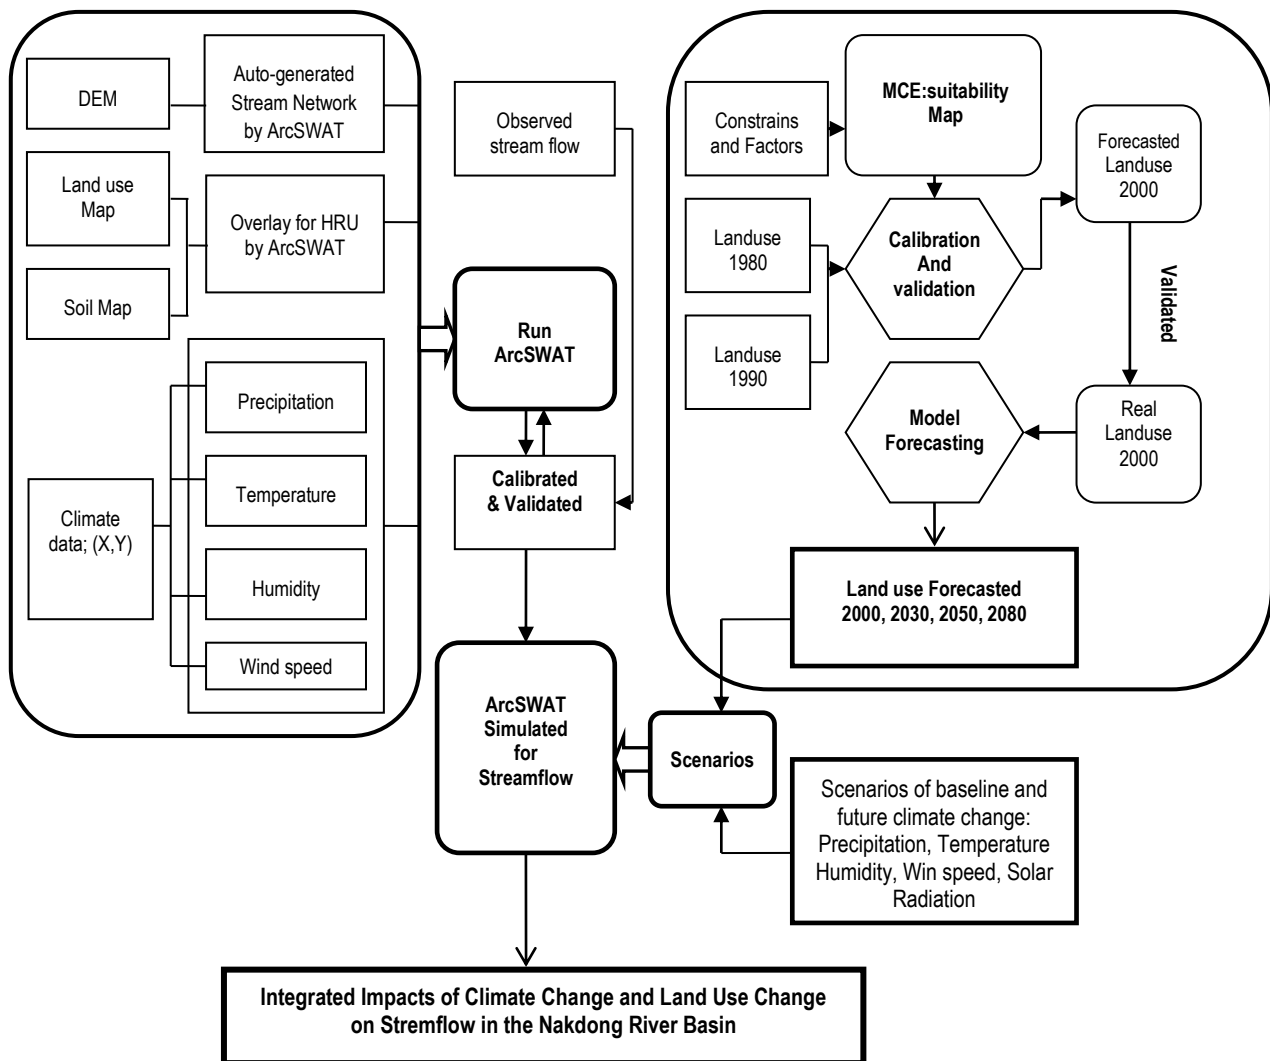 DEM
Auto-generated
Stream Network
by ArcSWAT
Land use
Map
Overlay for HRU
by ArcSWAT
Soil Map
Climate
data; (X,Y)
Precipitation
Temperature
Humidity
Wind speed
Observed
stream flow
Run
ArcSWAT
Calibrated
& Validated
ArcSWAT
Simulated
for
Streamflow
Constrains
and Factors
MCE:suitability
Map
Landuse
1980
Landuse
1990
Calibration
And
validation
Forecasted
Landuse
2000
Validated
Real
Landuse
2000
Model
Forecasting
Land use Forecasted
2000, 2030, 2050, 2080
Scenarios
Scenarios of baseline and
future climate change:
Precipitation, Temperature
Humidity, Win speed, Solar
Radiation
Integrated Impacts of Climate Change and Land Use Change
on Stremflow in the Nakdong River Basin